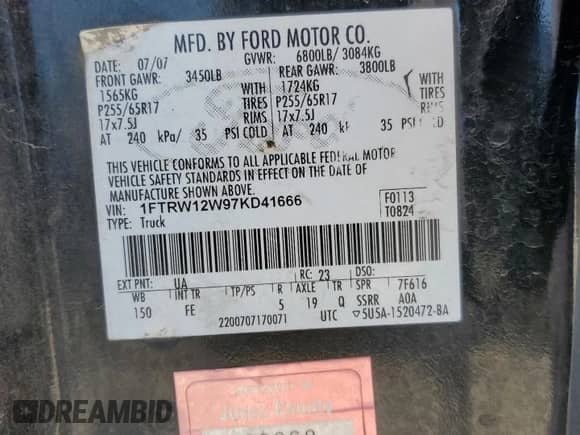 MFD. BY FORD MOTOR CO.
DATE: 07/07 GVWR: 6800LB/ 3084KG
FRONT GAWR: 3450LB REAR GAWR: 3800LB
1565KG WITH 1724KG WITH
P255/65R17 TIRES P255/65R17 TIRES
17x7.5J RIMS 17x7.5J RIMS
AT 240 kPa/ 35 PSI COLD AT 240 35 PSI
THIS VEHICLE CONFORMS TO ALL APPLICABLE FEDERAL MOTOR
VEHICLE SAFETY STANDARDS IN EFFECT ON THE DATE OF
MANUFACTURE SHOWN ABOVE.
VIN: 1FTRW12W97KD41666 F0113
TYPE: Truck T0824
EXT PNT: UA RC: 23 DSO:
WB INT TR TP/PS R AXLE TR SPR 7F616
150 FE 5 19 Q SSRR A0A
2200707170071 UTC ▽5U5A-1520472-BA
DREAMBID